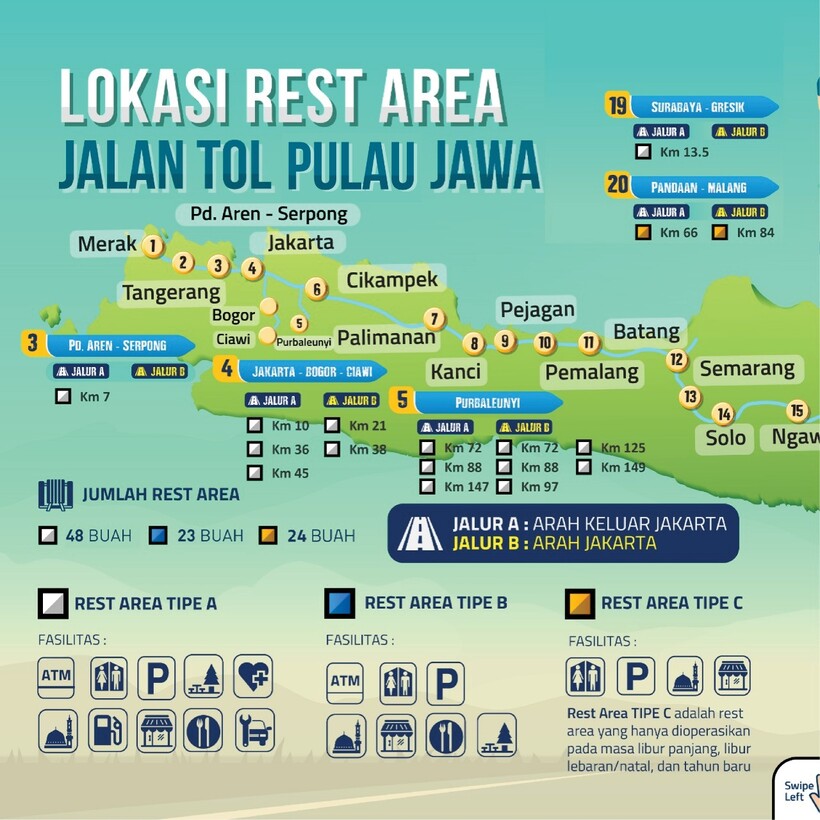 LOKASI REST AREA
JALAN TOL PULAU JAWA
19 SURABAYA - GRESIK
JALUR A JALUR B
Km 13.5
20 PANDAAN - MALANG
JALUR A JALUR B
Km 66 Km 84
Pd. Aren - Serpong
Merak 1
2
3
4
Jakarta
Tangerang
6
Cikampek
Bogor
Ciawi
5
Purbaleunyi
7
Palimanan
8
Kanci
9
Pejagan
10
Pemalang
11
Batang
12
Semarang
13
14
Solo
15
Ngaw
3 PD. AREN - SERPONG
JALUR A JALUR B
Km 7
4 JAKARTA - BOGOR - CIAWI
JALUR A JALUR B
Km 10 Km 21
Km 36 Km 38
Km 45
5 PURBALEUNYI
JALUR A JALUR B
Km 72 Km 72 Km 125
Km 88 Km 88 Km 149
Km 147 Km 97
JUMLAH REST AREA
48 BUAH 23 BUAH 24 BUAH
JALUR A : ARAH KELUAR JAKARTA
JALUR B : ARAH JAKARTA
REST AREA TIPE A
FASILITAS :
ATM
P
REST AREA TIPE B
FASILITAS :
ATM
P
REST AREA TIPE C
FASILITAS :
P
Rest Area TIPE C adalah rest
area yang hanya dioperasikan
pada masa libur panjang, libur
lebaran/natal, dan tahun baru
Swipe
Left